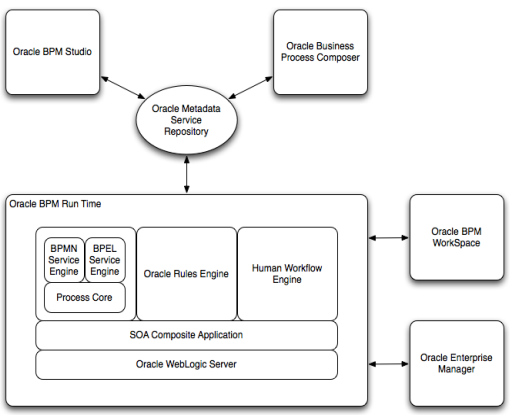 Oracle BPM Studio
Oracle Business
Process Composer
Oracle Metadata
Service
Repository
Oracle BPM Run Time
BPMN
Service
Engine
BPEL
Service
Engine
Process Core
Oracle Rules Engine
Human Workflow
Engine
SOA Composite Application
Oracle WebLogic Server
Oracle BPM
WorkSpace
Oracle Enterprise
Manager